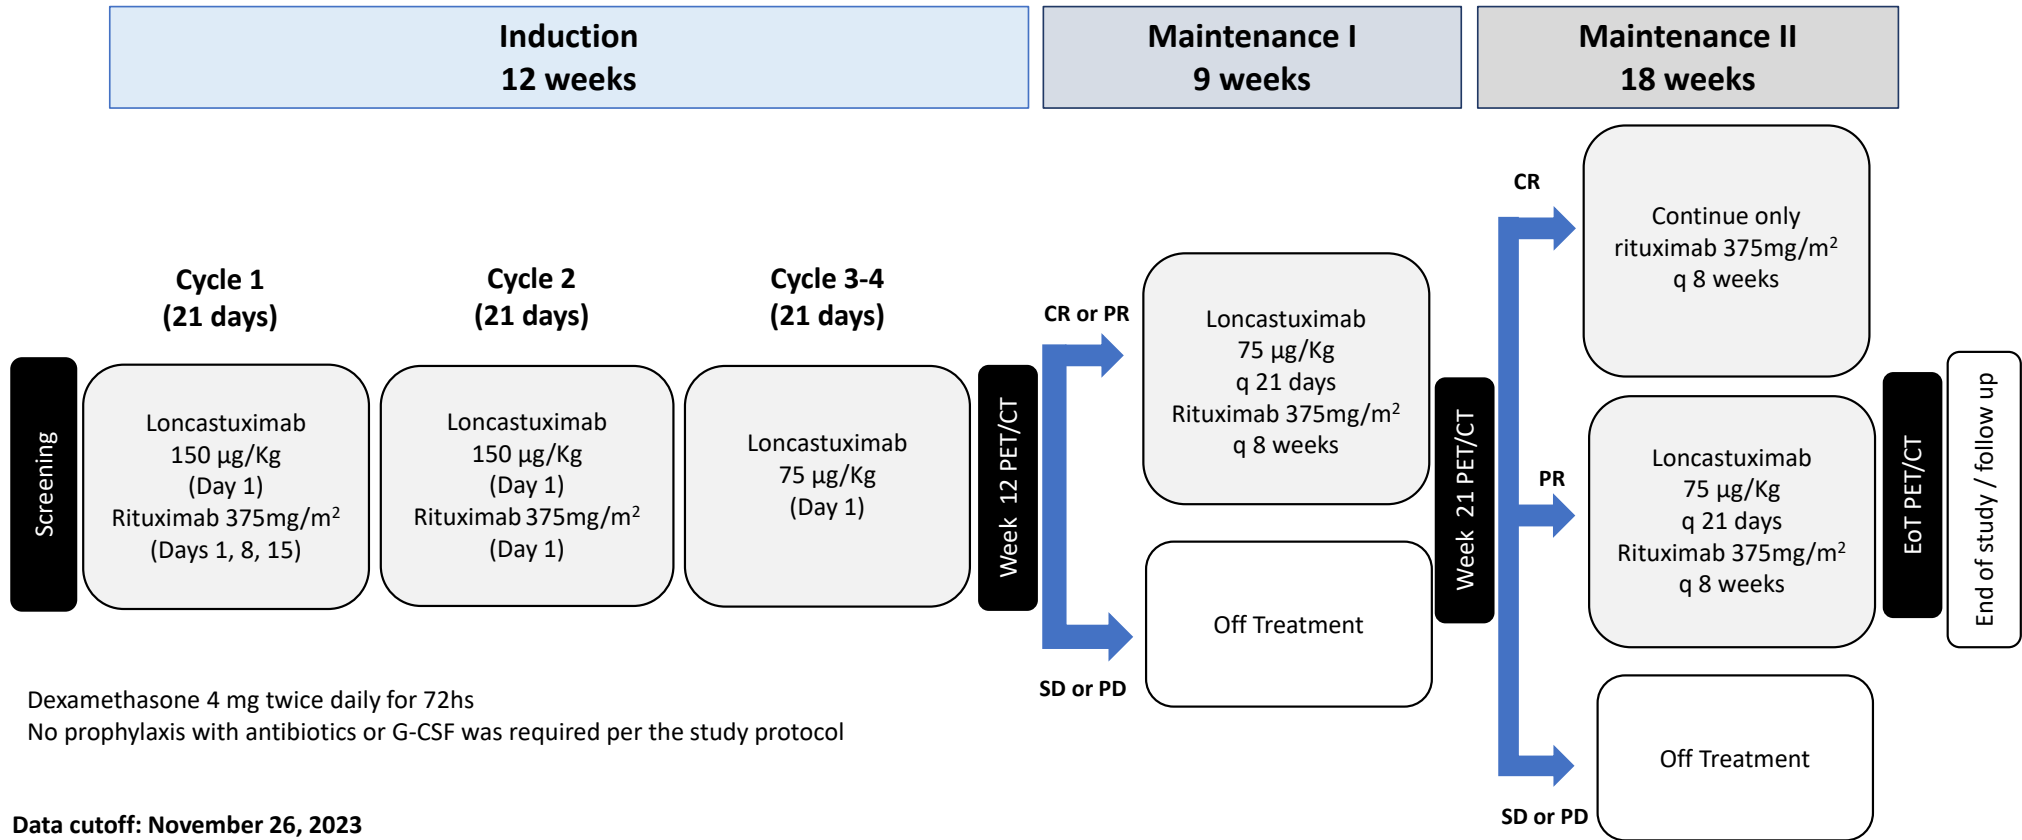 Induction
12 weeks
Maintenance I
9 weeks
Maintenance II
18 weeks
Screening
Cycle 1
(21 days)
Loncastuximab
150 µg/Kg
(Day 1)
Rituximab 375mg/m²
(Days 1, 8, 15)
Cycle 2
(21 days)
Loncastuximab
150 µg/Kg
(Day 1)
Rituximab 375mg/m²
(Day 1)
Cycle 3-4
(21 days)
Loncastuximab
75 µg/Kg
(Day 1)
Week 12 PET/CT
CR or PR
Loncastuximab
75 µg/Kg
q 21 days
Rituximab 375mg/m²
q 8 weeks
SD or PD
Off Treatment
Week 21 PET/CT
CR
Continue only
rituximab 375mg/m²
q 8 weeks
PR
Loncastuximab
75 µg/Kg
q 21 days
Rituximab 375mg/m²
q 8 weeks
SD or PD
Off Treatment
EoT PET/CT
End of study / follow up
Dexamethasone 4 mg twice daily for 72hs
No prophylaxis with antibiotics or G-CSF was required per the study protocol
Data cutoff: November 26, 2023